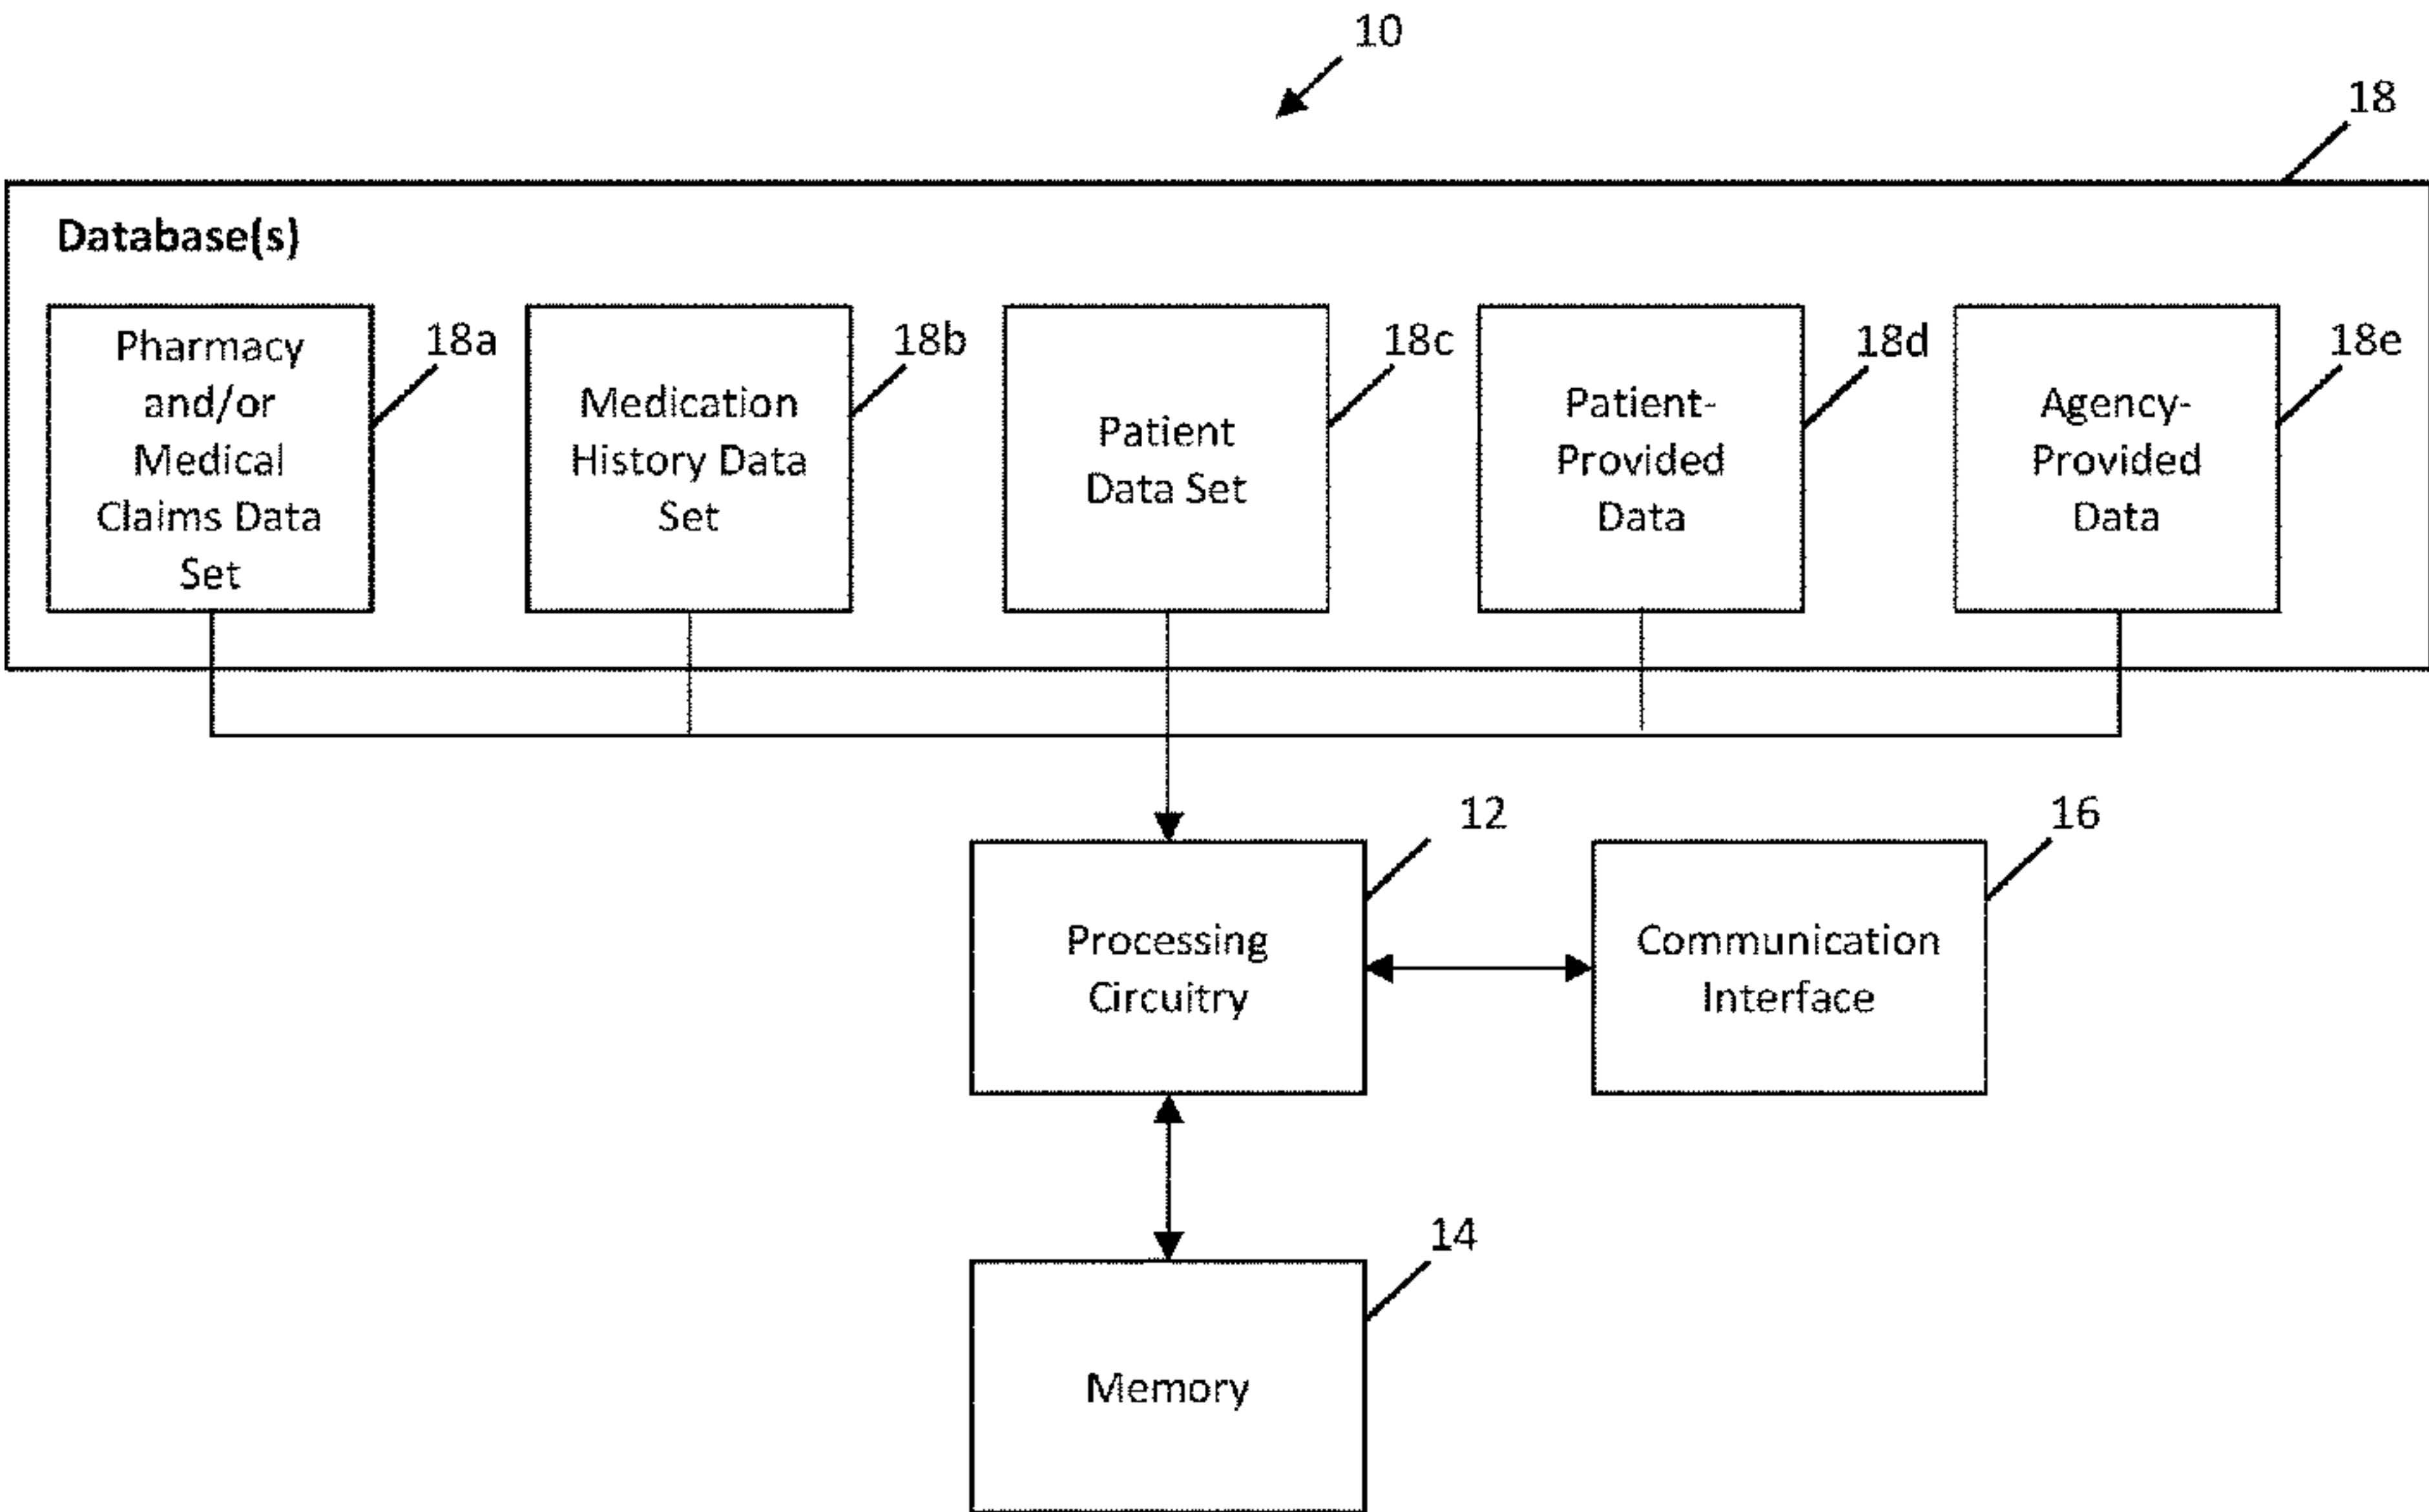 10
18
Database(s)
Pharmacy
and/or
Medical
Claims Data
Set
18a
Medication
History Data
Set
18b
Patient
Data Set
18c
Patient-
Provided
Data
18d
Agency-
Provided
Data
18e
Processing
Circuitry
12
Communication
Interface
16
Memory
14